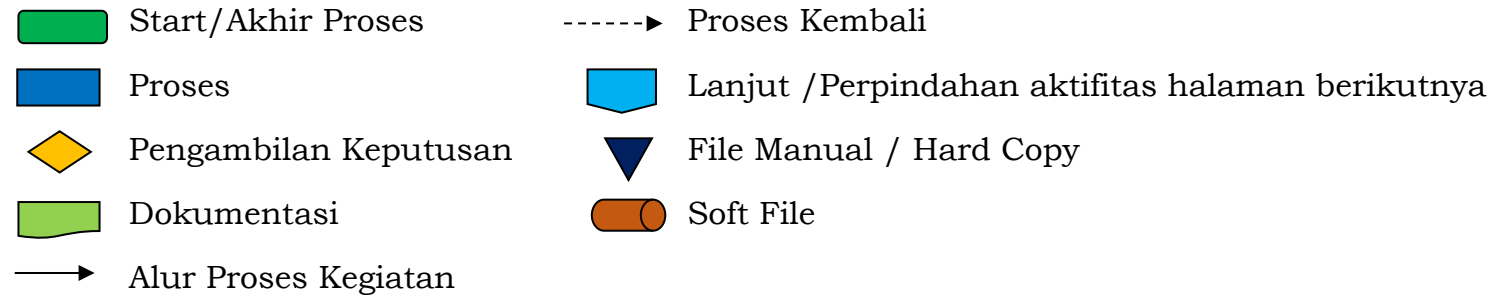 Start/Akhir Proses
Proses
Pengambilan Keputusan
Dokumentasi
Alur Proses Kegiatan
Proses Kembali
Lanjut /Perpindahan aktifitas halaman berikutnya
File Manual / Hard Copy
Soft File